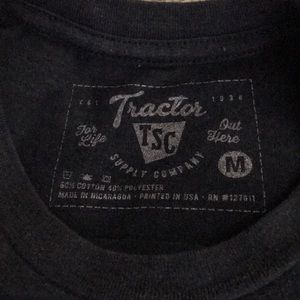 EST. 1938
Tractor
For Life
TSC
Out Here
SUPPLY COMPANY
M
60% COTTON 40% POLYESTER
MADE IN NICARAGUA • PRINTED IN USA • RN #127611